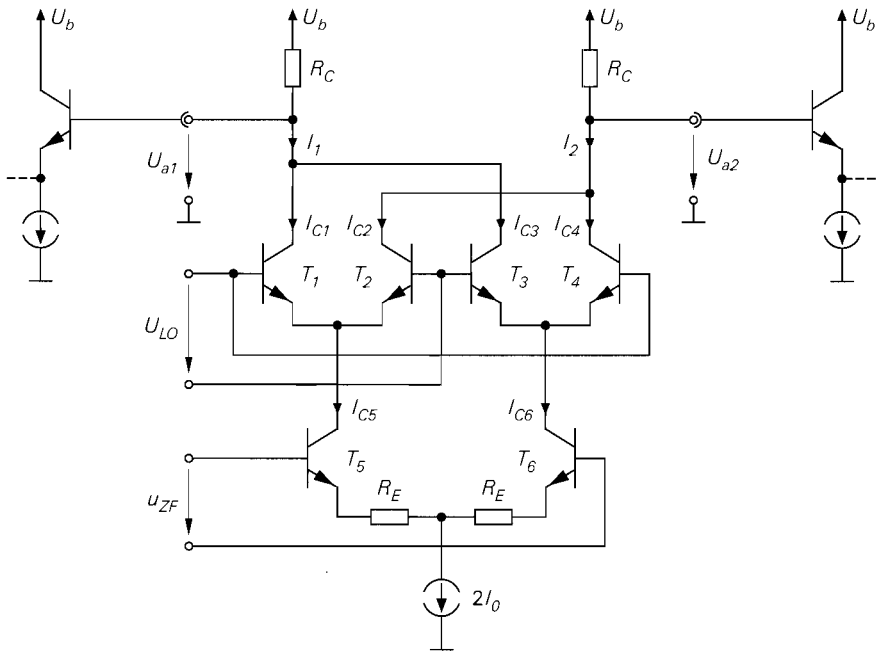 U_b U_b U_b U_b
R_C R_C
I_1 I_2
U_a1 U_a2
I_C1 I_C2 I_C3 I_C4
T_1 T_2 T_3 T_4
U_LO
I_C5 I_C6
T_5 T_6
u_ZF R_E R_E
2I_0